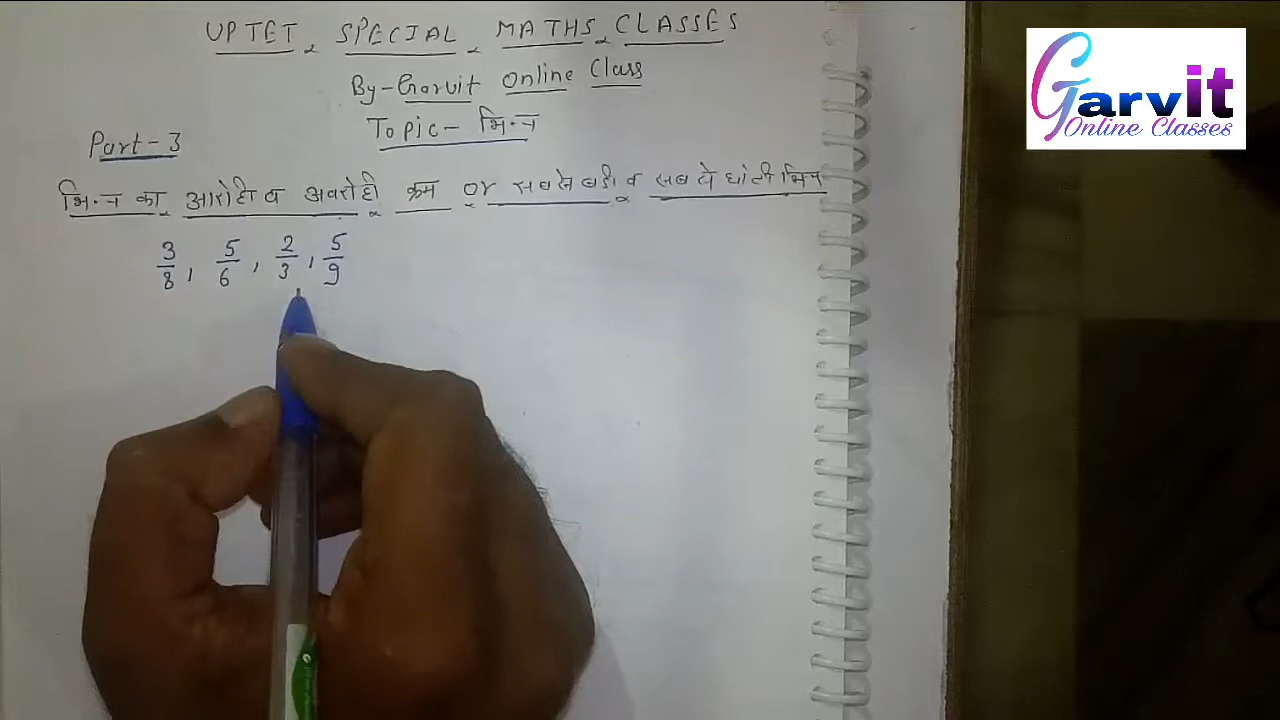 UPTET, SPECIAL, MATHS, CLASSES
Garvit
Online Classes
By-Garvit Online Class
Topic- भिन्न
Part-3
भिन्न का, आरोही व अवरोही, क्रम or सबसे बडी व, सबसे छोटी भिन्न
3/8, 5/6, 2/3, 5/9